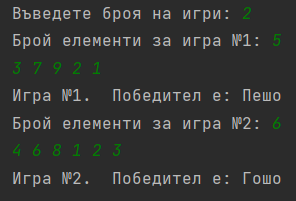 Въведете броя на игри: 2
Брой елементи за игра №1: 5
3 7 9 2 1
Игра №1.  Победител е: Пешо
Брой елементи за игра №2: 6
4 6 8 1 2 3
Игра №2.  Победител е: Гошо